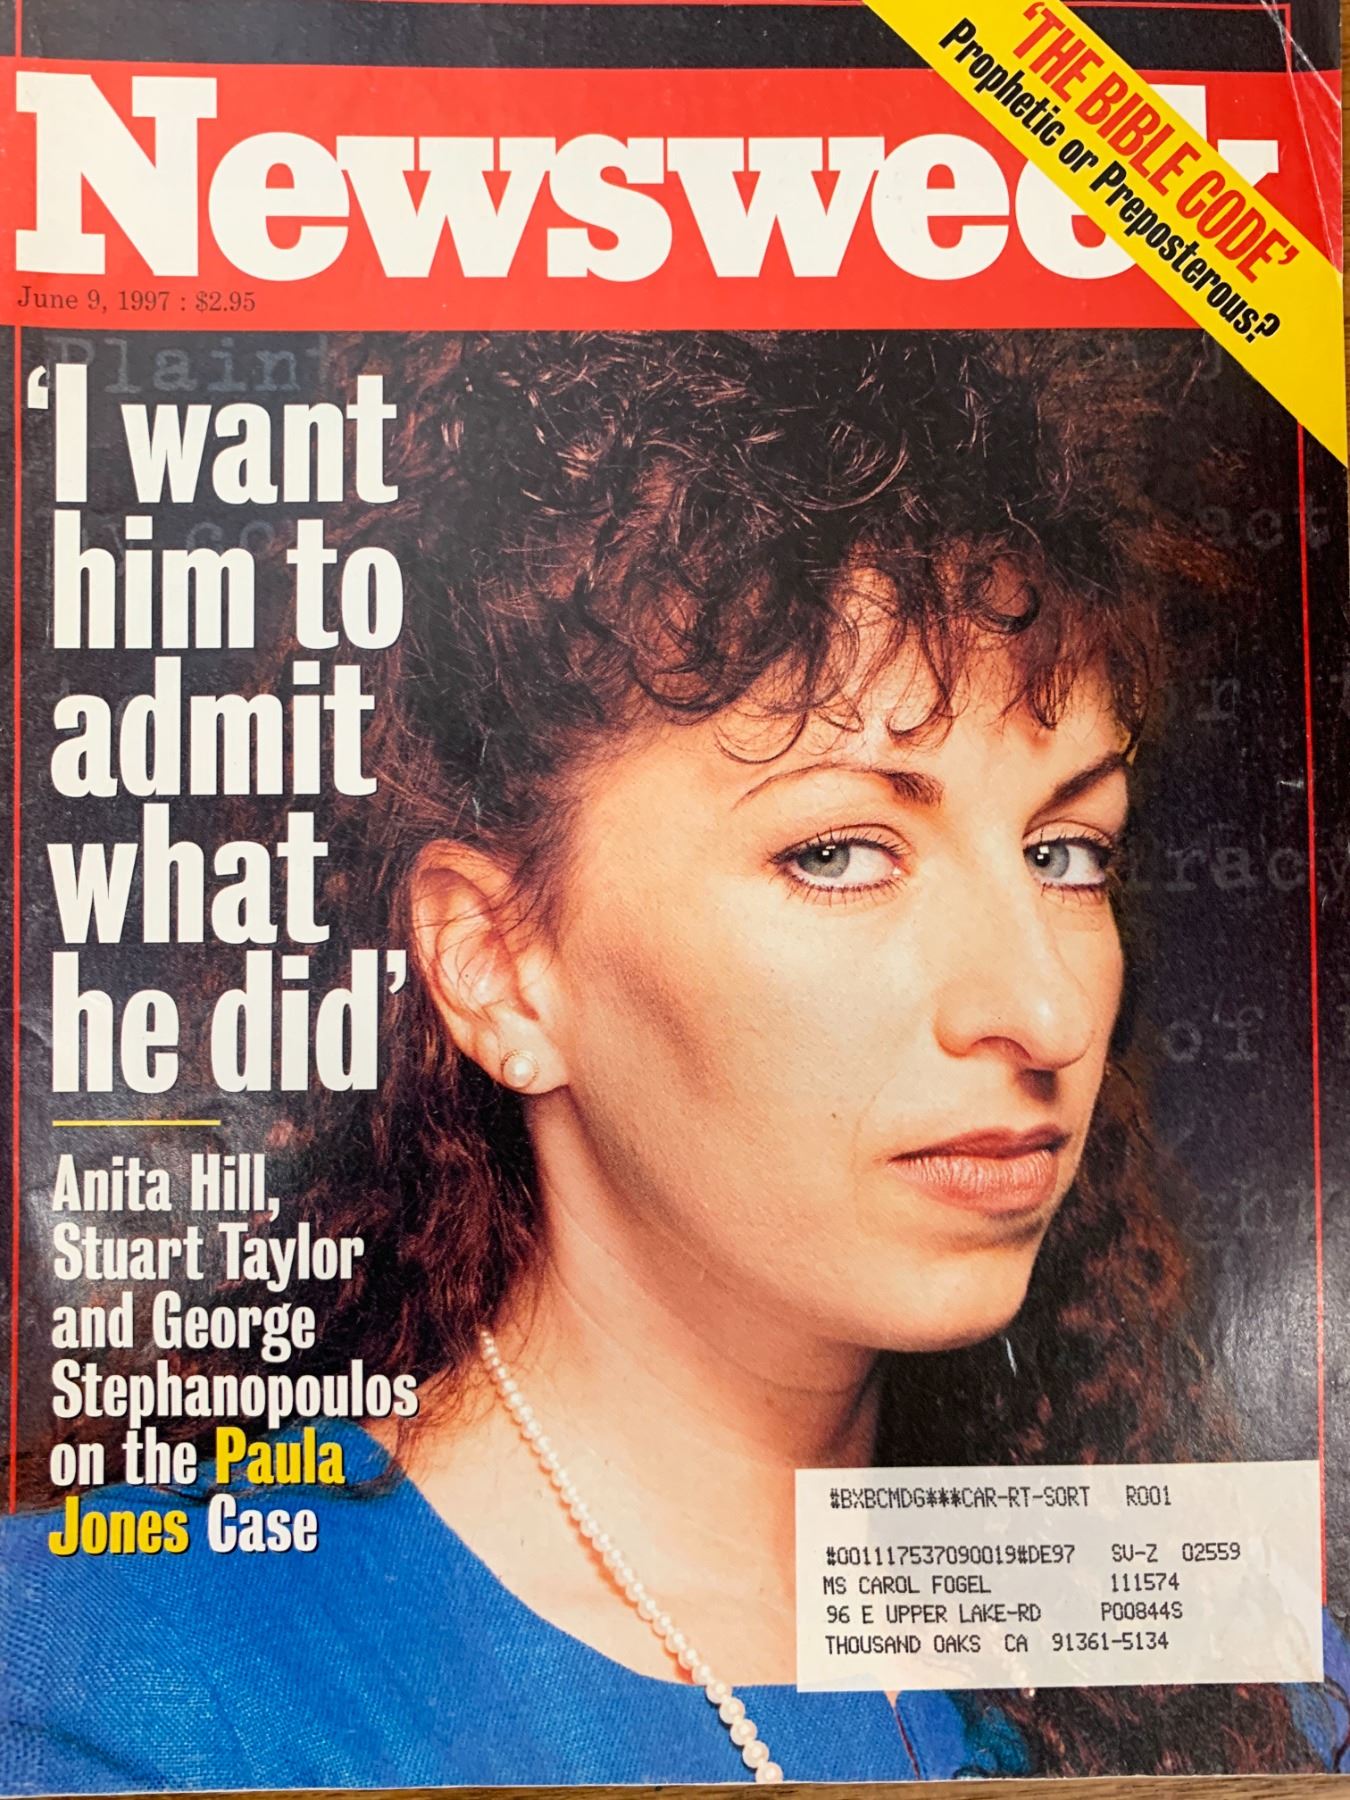 'THE BIBLE CODE'
Prophetic or Preposterous?
Newsweek
June 9, 1997 : $2.95
'I want
him to
admit
what
he did'
Anita Hill,
Stuart Taylor
and George
Stephanopoulos
on the Paula
Jones Case
of
#BXBCMDG***CAR-RT-SORT R001
#001117537090019#DE97 SV-Z 02559
MS CAROL FOGEL 111574
96 E UPPER LAKE-RD P00844S
THOUSAND OAKS CA 91361-5134